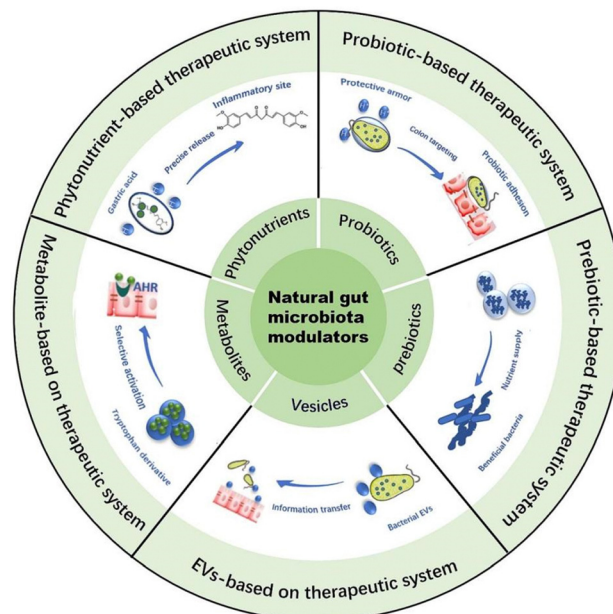 Phytonutrient-based therapeutic system
Probiotic-based therapeutic system
Prebiotic-based therapeutic system
EVs-based on therapeutic system
Metabolite-based on therapeutic system
Gastric acid
Precise release
Inflammatory site
HO
OH
Protective armor
Colon targeting
Probiotic adhesion
Nutrient supply
Beneficial bacteria
Bacterial EVs
Information transfer
Tryptophan derivative
Selective activation
AHR
Phytonutrients
Probiotics
prebiotics
Vesicles
Metabolites
Natural gut
microbiota
modulators